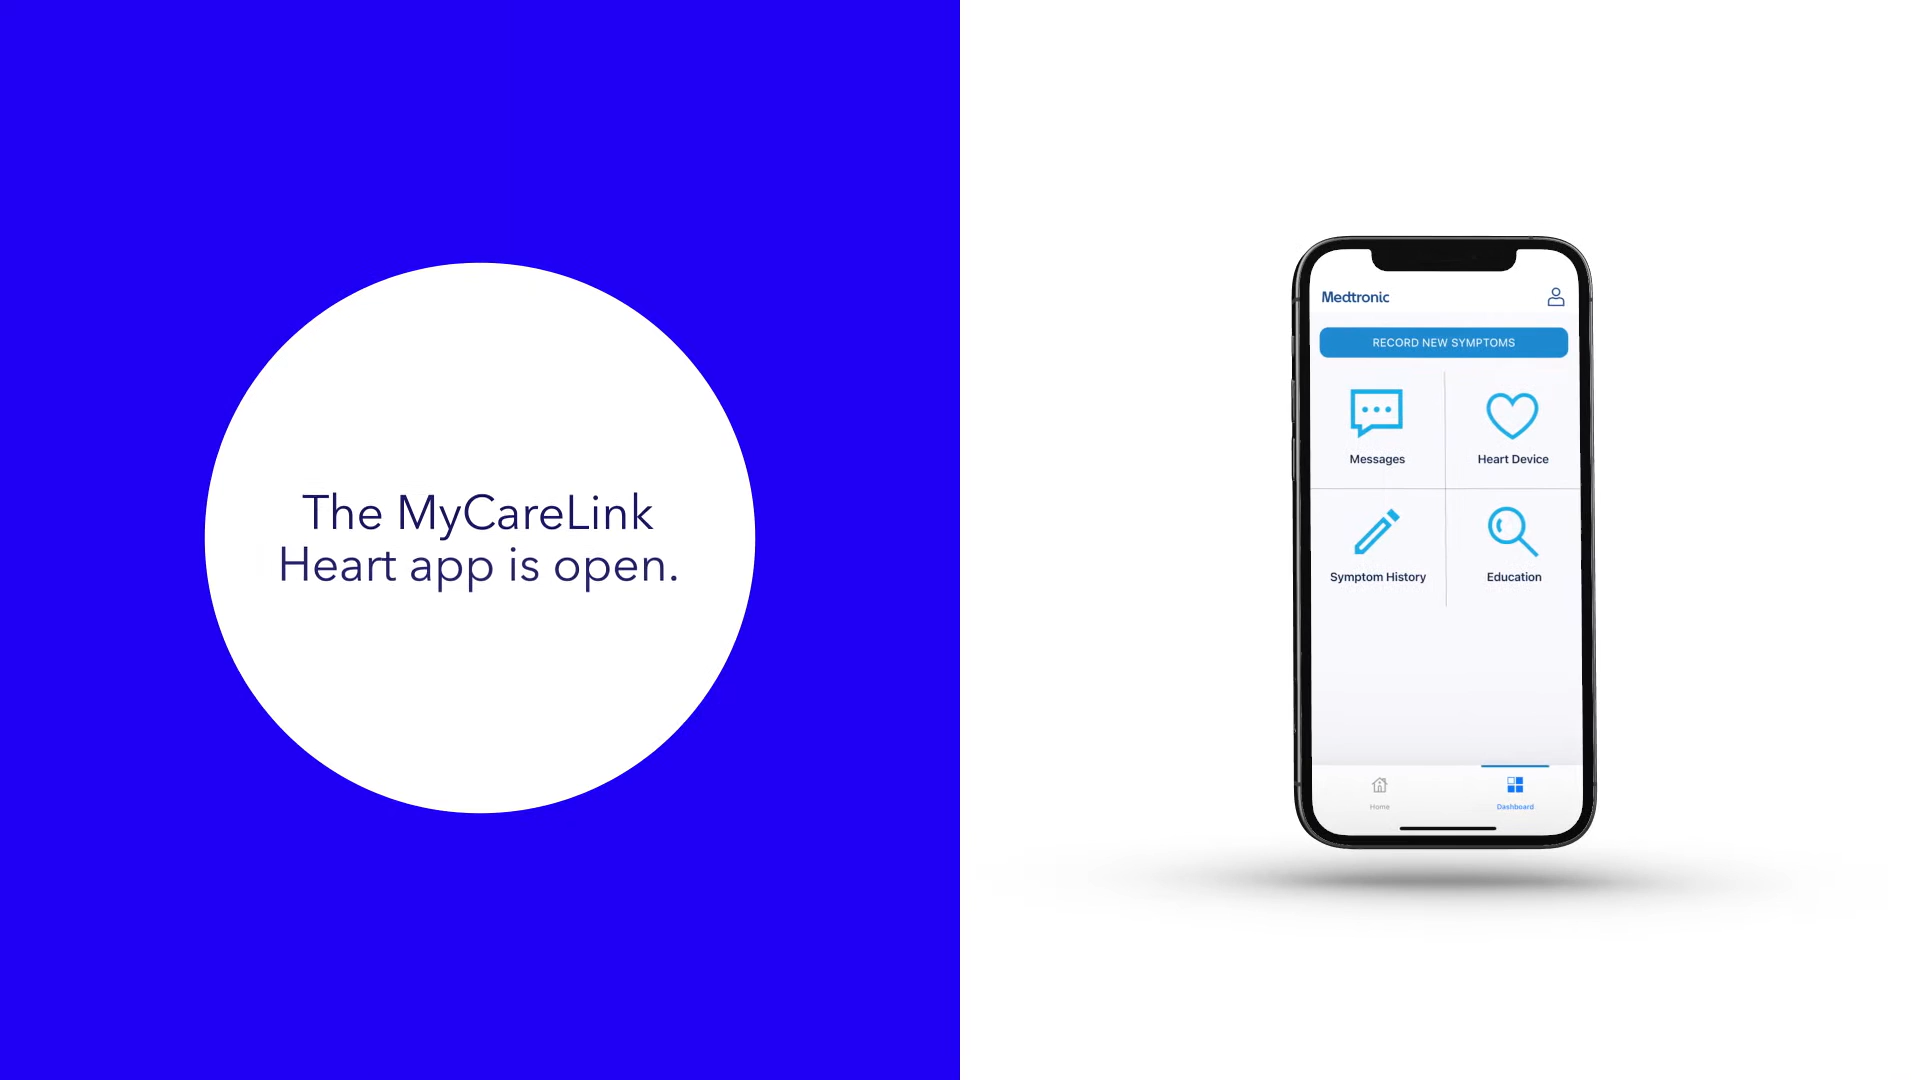 The MyCareLink
Heart app is open.
Medtronic
RECORD NEW SYMPTOMS
Messages
Heart Device
Symptom History
Education
Home
Dashboard